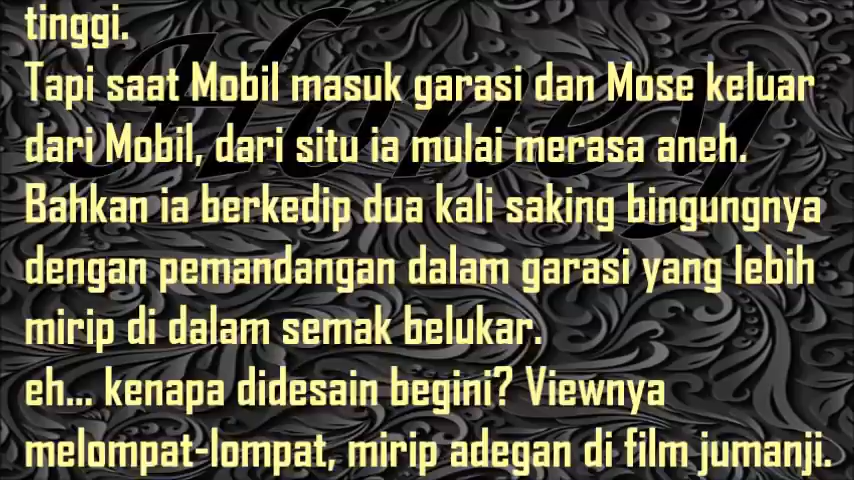 tinggi.
Tapi saat Mobil masuk garasi dan Mose keluar
dari Mobil, dari situ ia mulai merasa aneh.
Bahkan ia berkedip dua kali saking bingungnya
dengan pemandangan dalam garasi yang lebih
mirip di dalam semak belukar.
eh... kenapa didesain begini? Viewnya
melompat-lompat, mirip adegan di film jumanji.